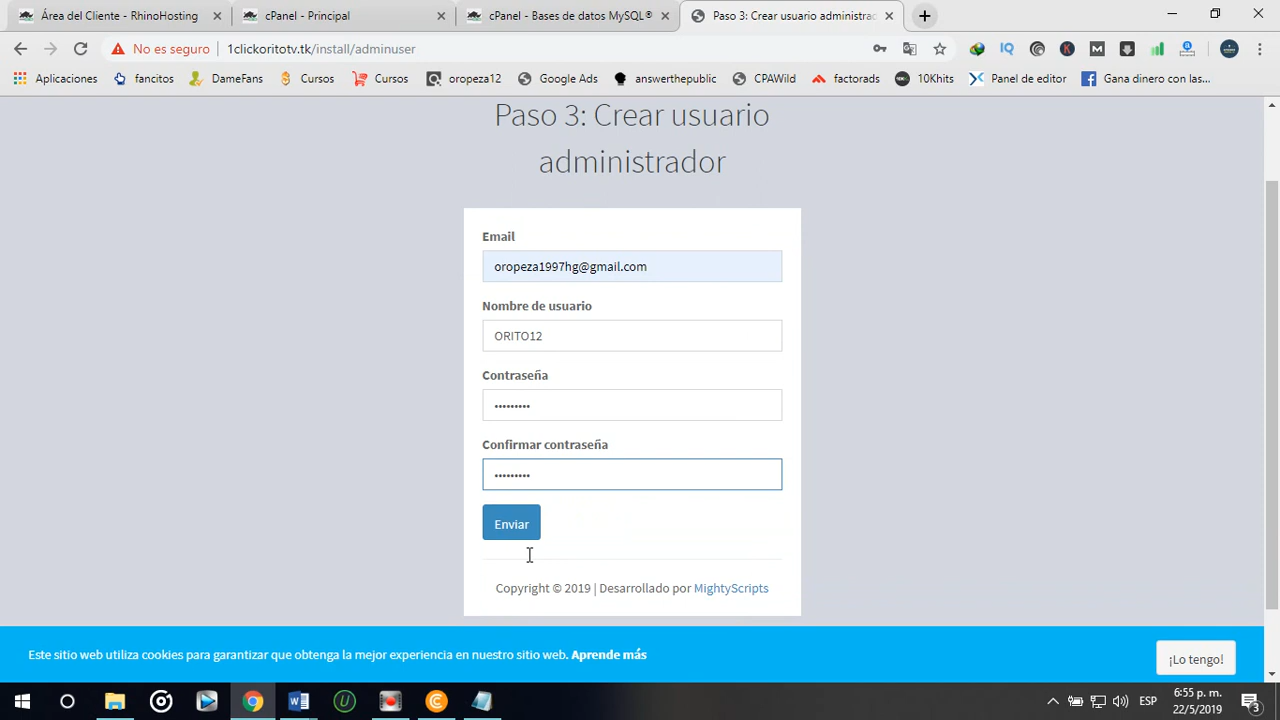 Área del Cliente - RhinoHosting
cPanel - Principal
cPanel - Bases de datos MySQL®
Paso 3: Crear usuario administrad
No es seguro
1clickoritotv.tk/install/adminuser
Aplicaciones
fancitos
DameFans
Cursos
Cursos
oropeza12
Google Ads
answerthepublic
CPAWild
factorads
10Khits
Panel de editor
Gana dinero con las...
Paso 3: Crear usuario
administrador
Email
oropeza1997hg@gmail.com
Nombre de usuario
ORITO12
Contraseña
•••••••••
Confirmar contraseña
•••••••••
Enviar
Copyright © 2019 | Desarrollado por MightyScripts
Este sitio web utiliza cookies para garantizar que obtenga la mejor experiencia en nuestro sitio web. Aprende más
¡Lo tengo!
ESP
6:55 p. m.
22/5/2019
3